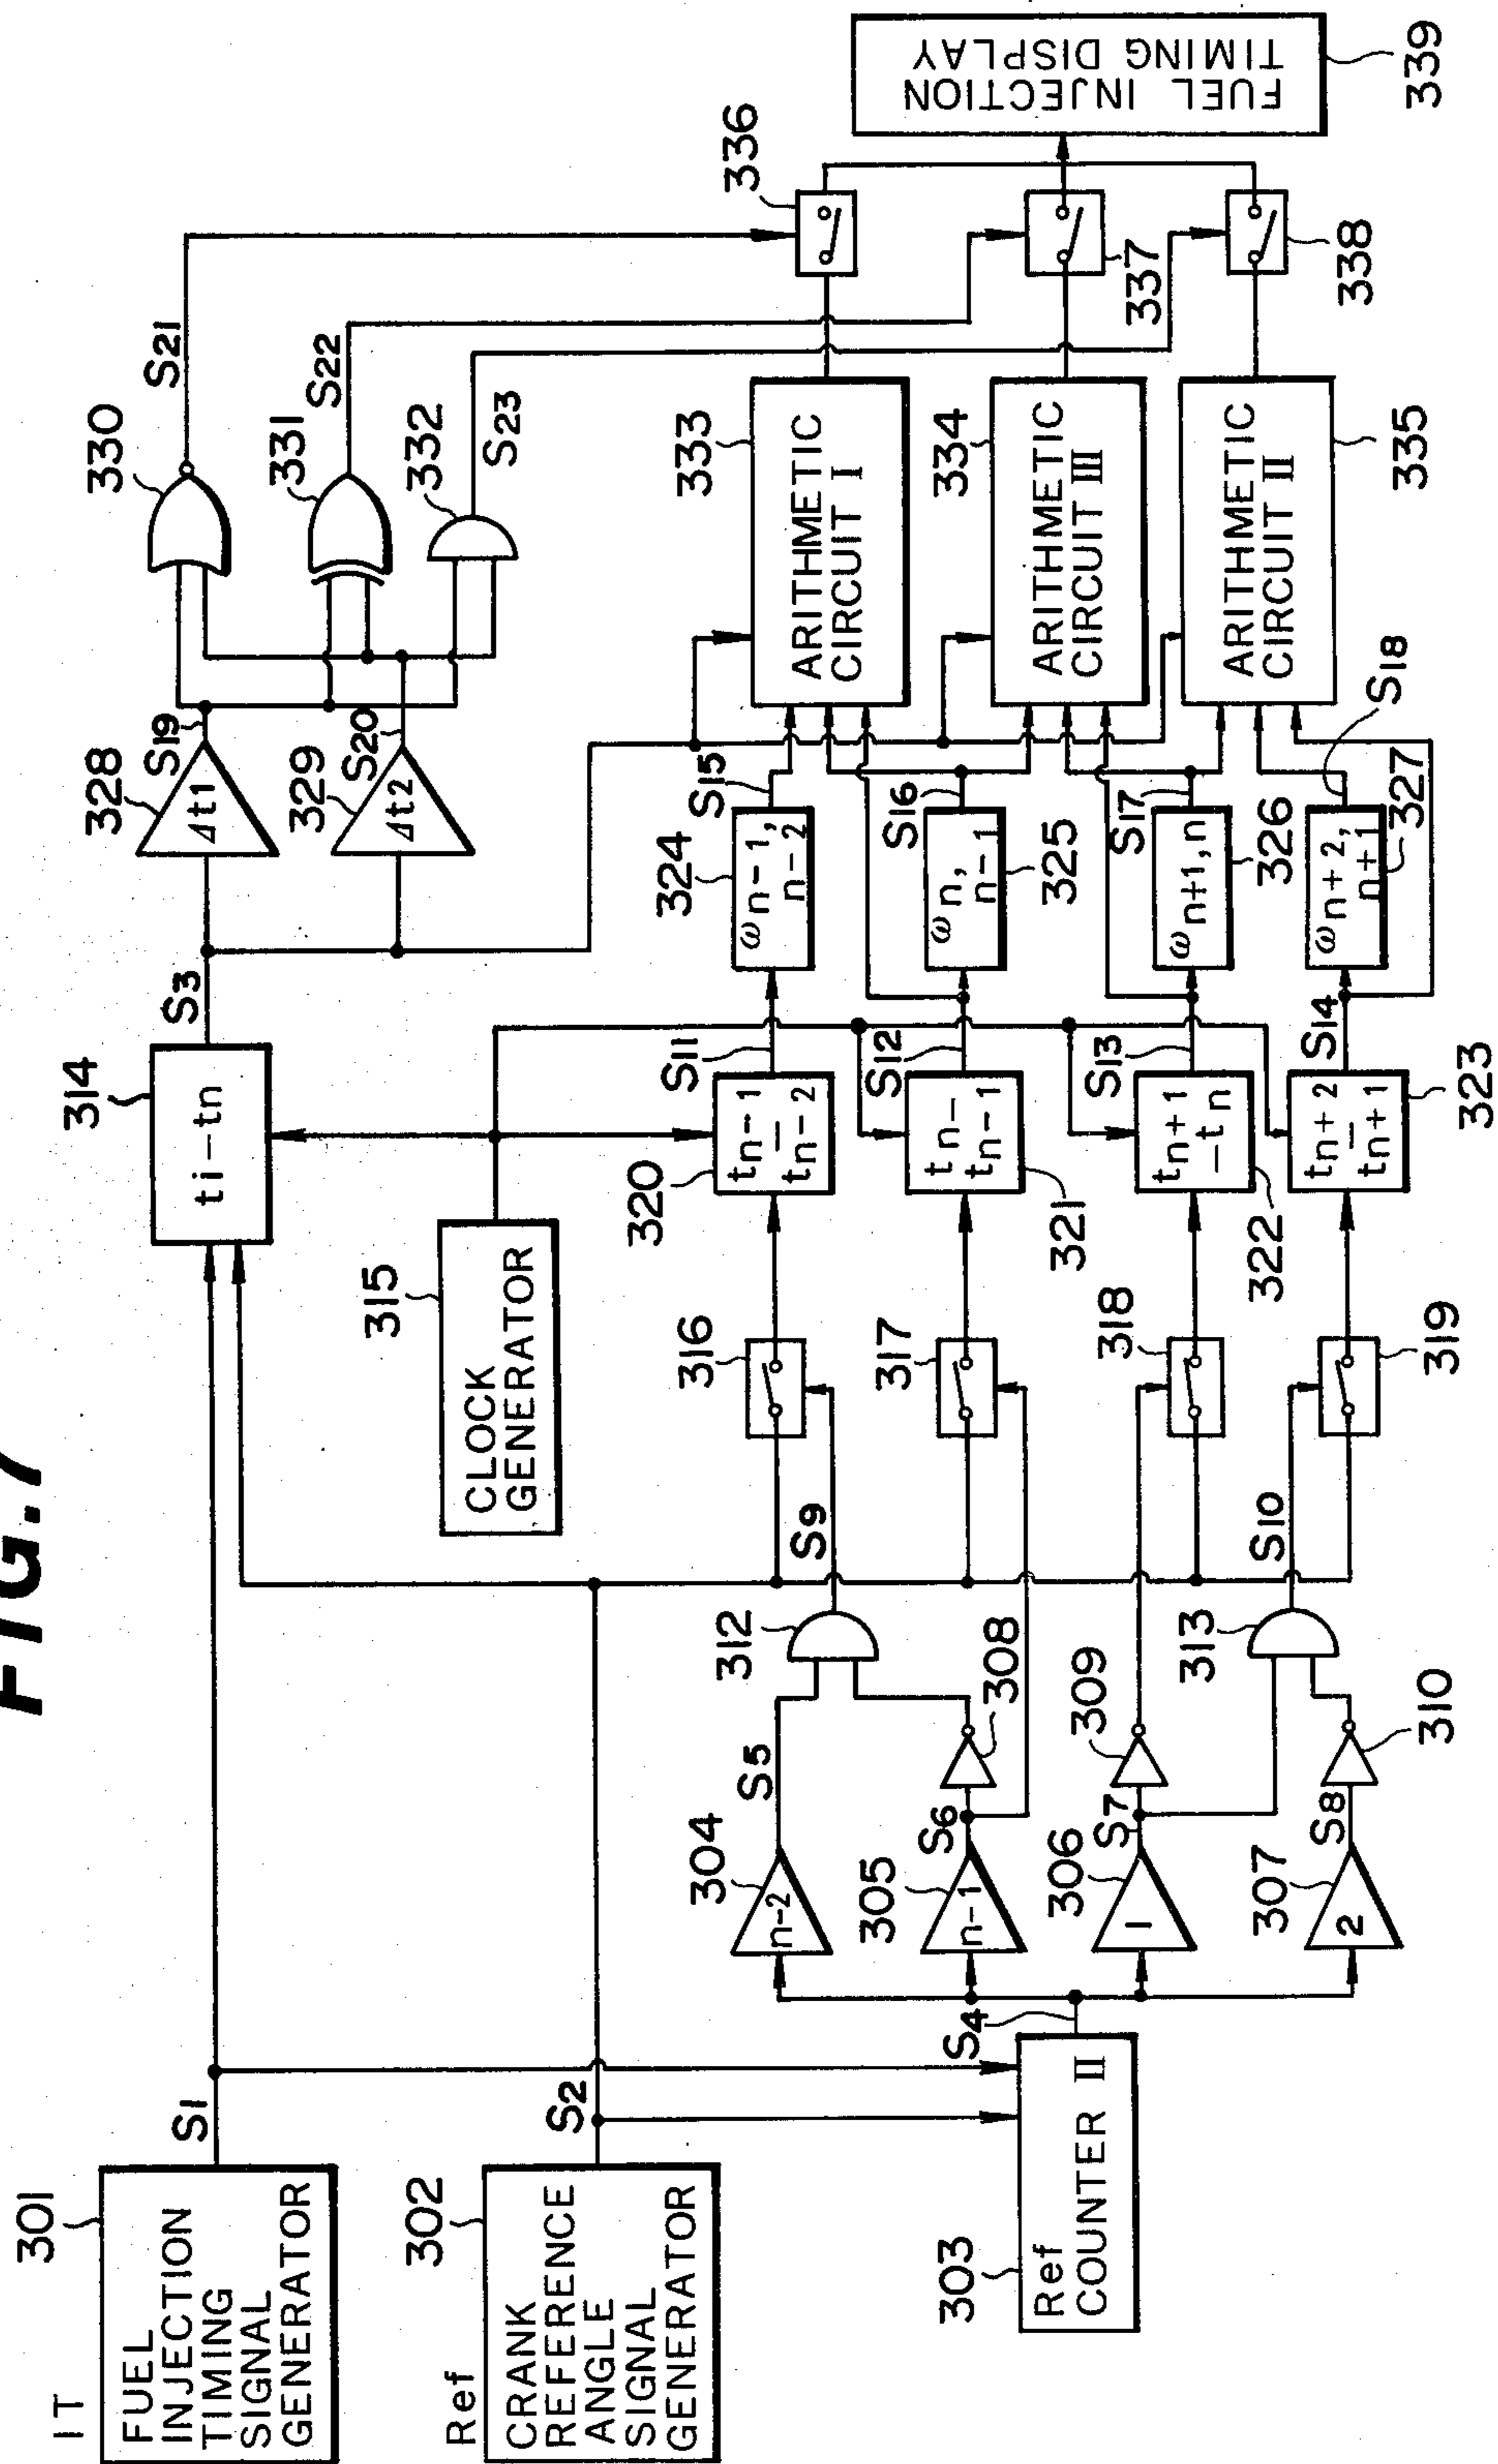 FIG.7
IT
301
FUEL
INJECTION
TIMING
SIGNAL
GENERATOR
S1
Ref
302
CRANK
REFERENCE
ANGLE
SIGNAL
GENERATOR
S2
303
Ref
COUNTER II
S4
304
n-2
S5
305
n-1
S6
306
1
S7
307
2
S8
308
309
310
312
S9
313
S10
314
ti-tn
S3
315
CLOCK
GENERATOR
316
317
318
319
320
tn-1
-
tn-2
S11
321
tn-
tn-1
S12
322
tn+1
-tn
S13
323
tn+2
-
tn+1
S14
324
ωn-1,
n-2
S15
325
ωn,
n-1
S16
326
ωn+1,n
S17
327
ωn+2,
n+1
S18
328
Δt1
S19
329
Δt2
S20
330
S21
331
S22
332
S23
333
ARITHMETIC
CIRCUIT I
334
ARITHMETIC
CIRCUIT III
335
ARITHMETIC
CIRCUIT II
336
337
338
FUEL INJECTION
TIMING DISPLAY
339